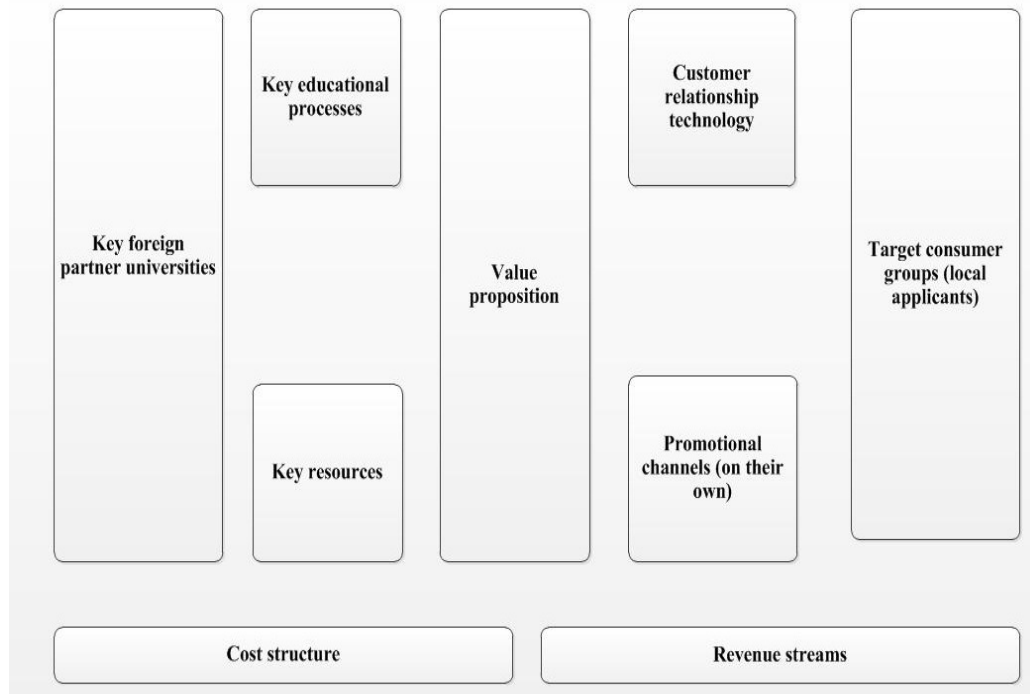 Key foreign
partner universities
Key educational
processes
Key resources
Value
proposition
Customer
relationship
technology
Promotional
channels (on their
own)
Target consumer
groups (local
applicants)
Cost structure
Revenue streams